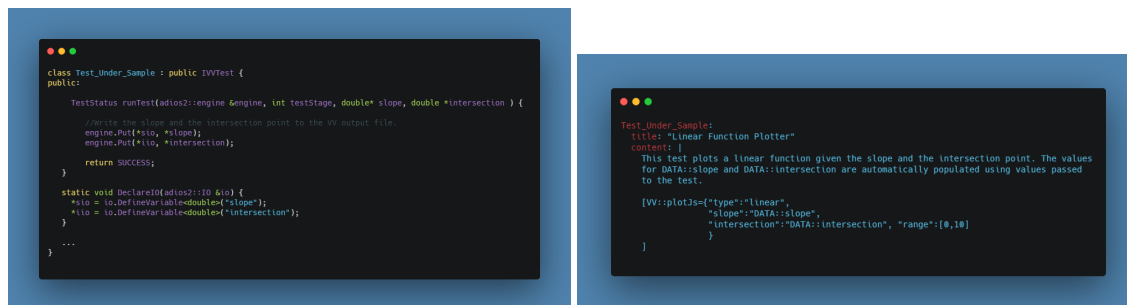 class Test_Under_Sample : public IVVTest {
public:
TestStatus runTest(adios2::engine &engine, int testStage, double* slope, double *intersection ) {
//Write the slope and the intersection point to the VV output file.
engine.Put(*sio, *slope);
engine.Put(*iio, *intersection);
return SUCCESS;
}
static void DeclareIO(adios2::IO &io) {
*sio = io.DefineVariable<double>("slope");
*iio = io.DefineVariable<double>("intersection");
}
...
}
Test_Under_Sample:
title: "Linear Function Plotter"
content: |
This test plots a linear function given the slope and the intersection point. The values
for DATA::slope and DATA::intersection are automatically populated using values passed
to the test.
[VV::plotJs={"type":"linear",
"slope":"DATA::slope",
"intersection":"DATA::intersection", "range":[0,10]
}
]